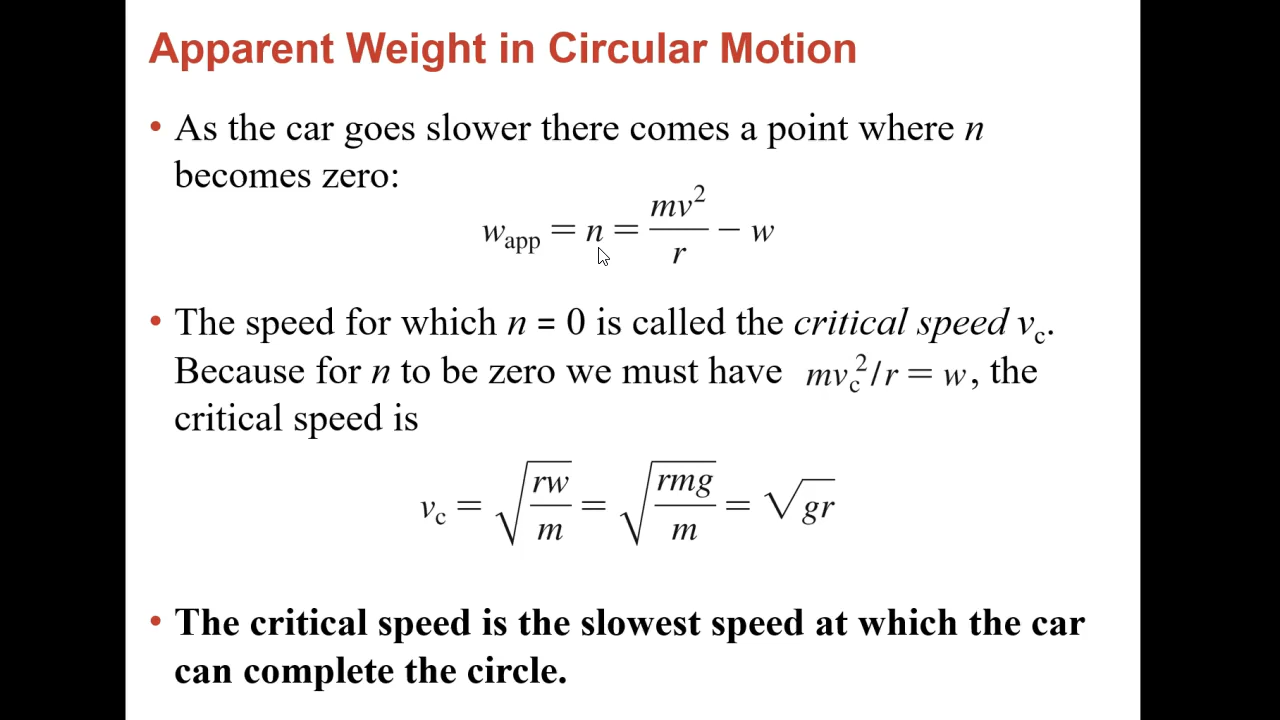 Apparent Weight in Circular Motion
• As the car goes slower there comes a point where n
becomes zero:
w_app = n = mv²/r − w
• The speed for which n = 0 is called the critical speed v_c.
Because for n to be zero we must have mv_c²/r = w, the
critical speed is
v_c = √(rw/m) = √(rmg/m) = √gr
• The critical speed is the slowest speed at which the car
can complete the circle.